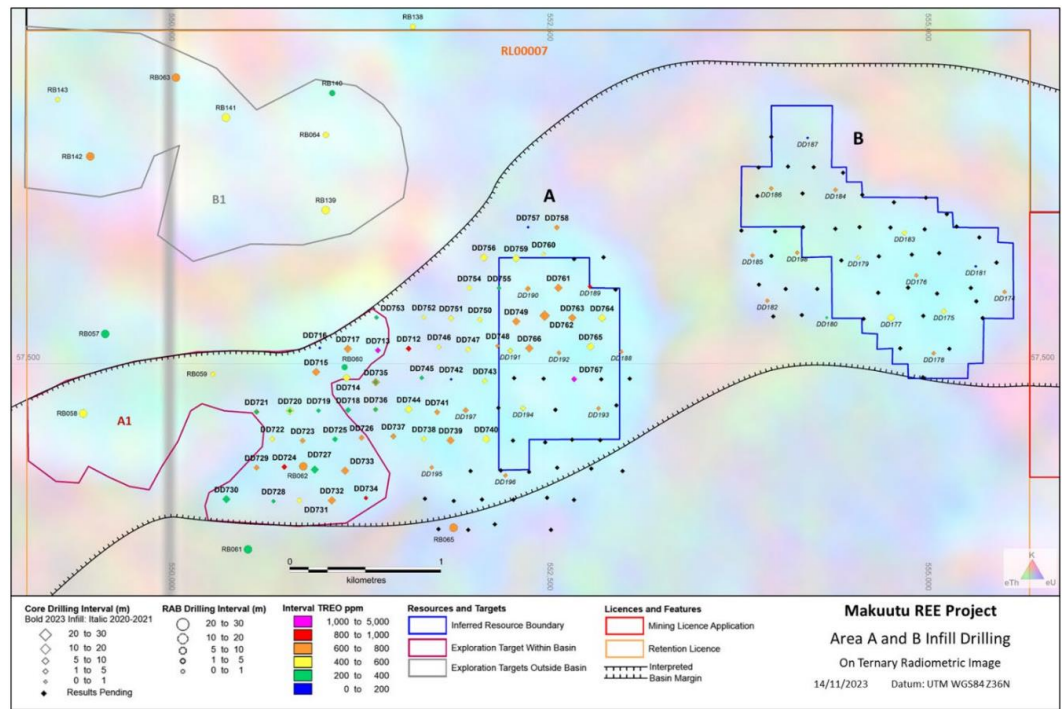 RB138
550,000
552,500
555,000
RL00007
RB063
RB143
RB140
RB141
RB064
RB142
B
DD187
RB139
B1
A
DD186
DD184
DD757
DD758
DD756
DD759
DD760
DD183
DD185
DD198
DD179
DD181
DD754
DD755
DD761
DD190
DD189
DD176
DD174
DD182
DD753
DD752
DD751
DD750
DD749
DD763
DD764
DD762
DD180
DD177
DD175
RB057
DD716
DD717
DD713
DD712
DD746
DD747
DD748
DD191
DD766
DD192
DD765
DD188
DD178
57,500
57,500
DD715
RB060
RB059
DD714
DD735
DD745
DD742
DD743
DD767
RB058
A1
DD721
DD720
DD719
DD718
DD736
DD744
DD741
DD197
DD194
DD193
DD722
DD723
DD725
DD726
DD737
DD738
DD739
DD740
DD729
DD724
DD727
RB062
DD733
DD195
DD196
DD730
DD728
DD731
DD732
DD734
RB065
RB061
0 1
kilometres
550,000
552,500
555,000
K
eTh eU
Core Drilling Interval (m)
Bold 2023 Infill: Italic 2020-2021
20 to 30
10 to 20
5 to 10
1 to 5
0 to 1
Results Pending
RAB Drilling Interval (m)
20 to 30
10 to 20
5 to 10
1 to 5
0 to 1
Interval TREO ppm
1,000 to 5,000
800 to 1,000
600 to 800
400 to 600
200 to 400
0 to 200
Resources and Targets
Inferred Resource Boundary
Exploration Target Within Basin
Exploration Targets Outside Basin
Licences and Features
Mining Licence Application
Retention Licence
Interpreted
Basin Margin
Makuutu REE Project
Area A and B Infill Drilling
On Ternary Radiometric Image
14/11/2023 Datum: UTM WGS84 Z36N